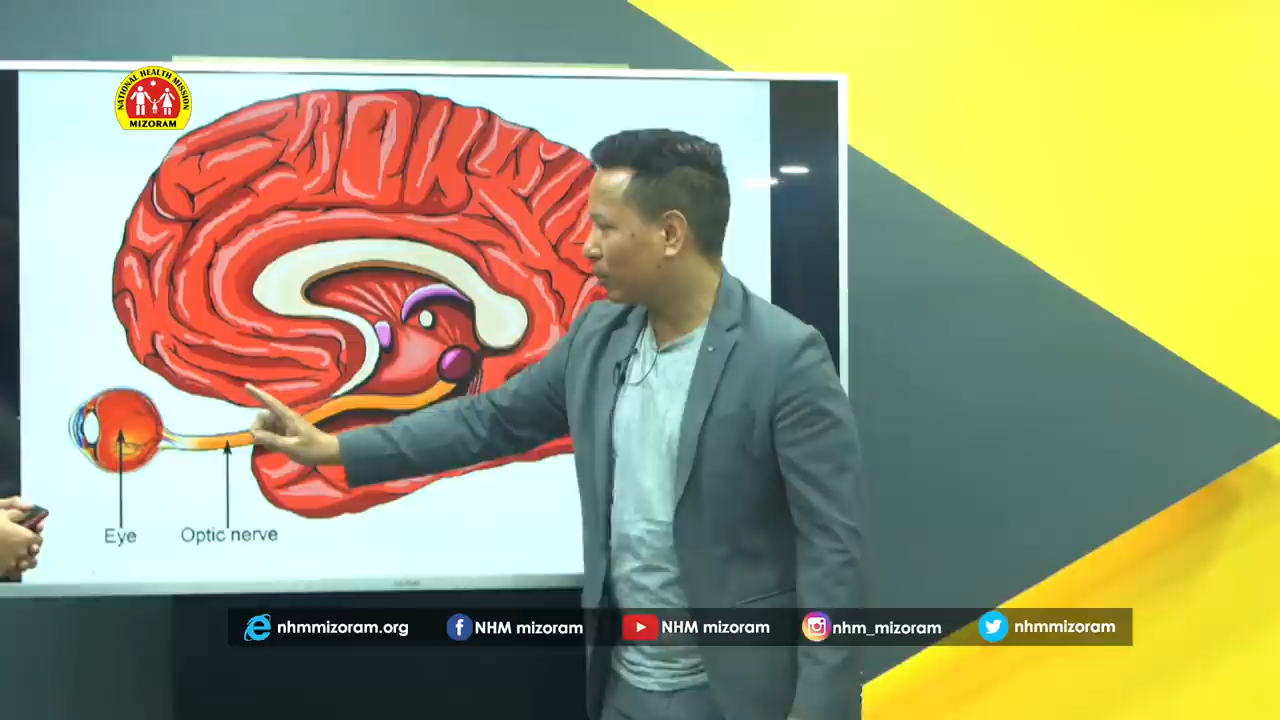 NATIONAL HEALTH MISSION
MIZORAM
Eye
Optic nerve
nhmmizoram.org
NHM mizoram
NHM mizoram
nhm_mizoram
nhmmizoram